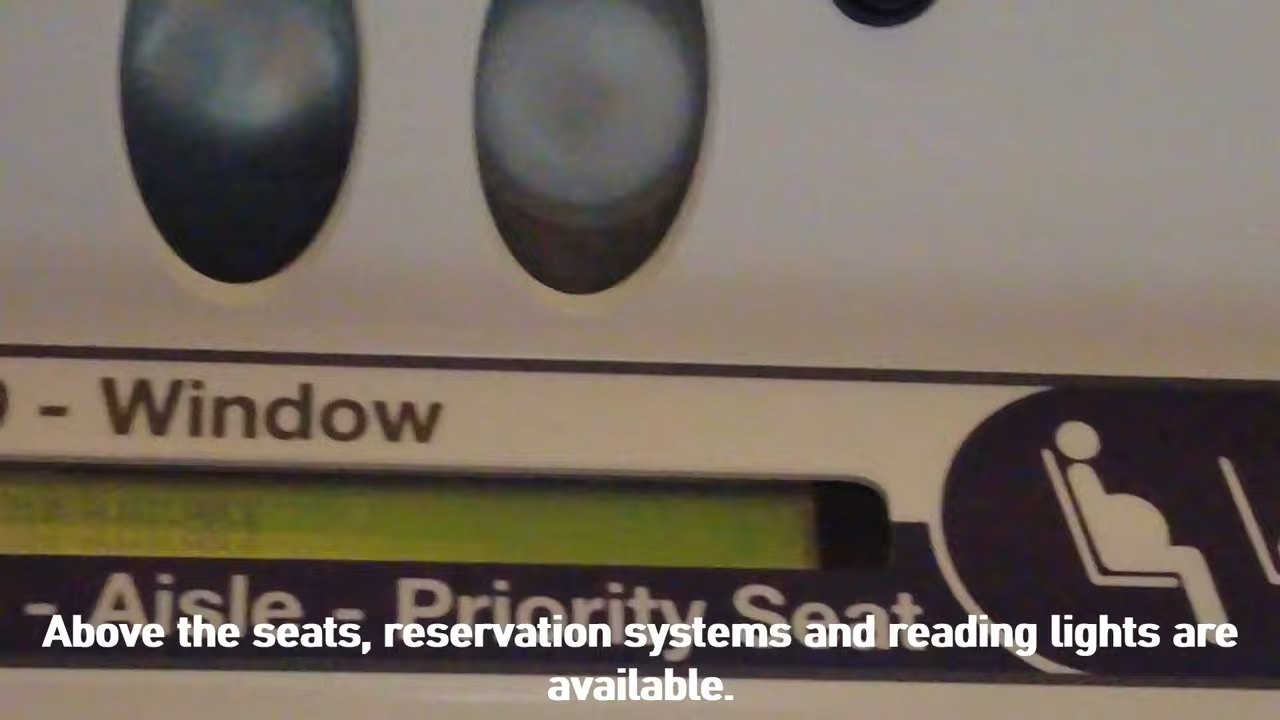 - Window
- Aisle - Priority Seat
Above the seats, reservation systems and reading lights are
available.